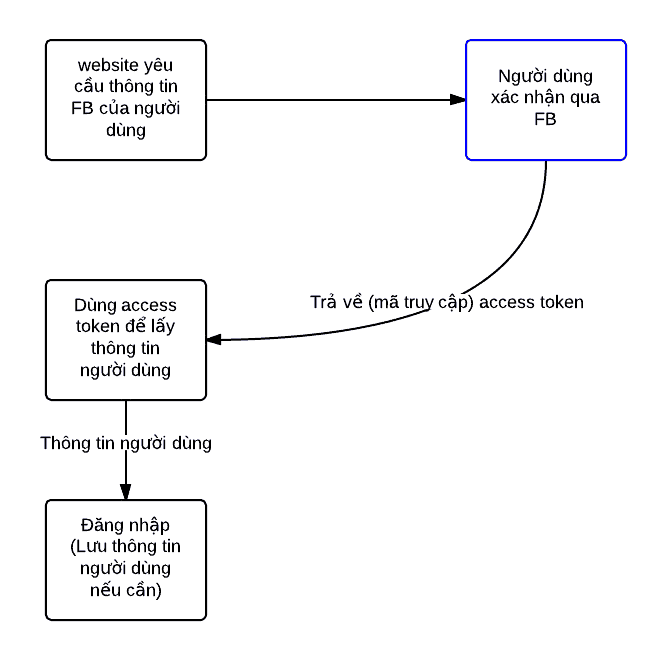 website yêu
cầu thông tin
FB của người
dùng
Người dùng
xác nhận qua
FB
Trả về (mã truy cập) access token
Dùng access
token để lấy
thông tin
người dùng
Thông tin người dùng
Đăng nhập
(Lưu thông tin
người dùng
nếu cần)